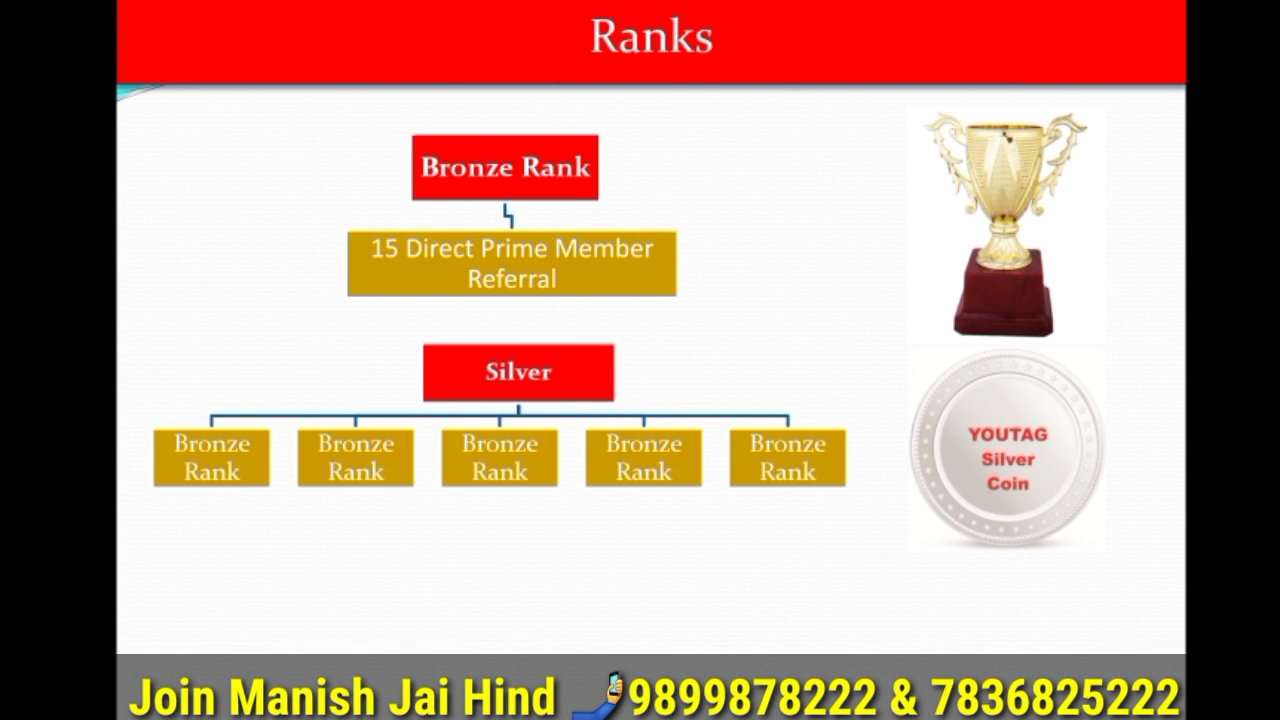 Ranks
Bronze Rank
15 Direct Prime Member
Referral
Silver
Bronze
Rank
Bronze
Rank
Bronze
Rank
Bronze
Rank
Bronze
Rank
YOUTAG
Silver
Coin
Join Manish Jai Hind 9899878222 & 7836825222